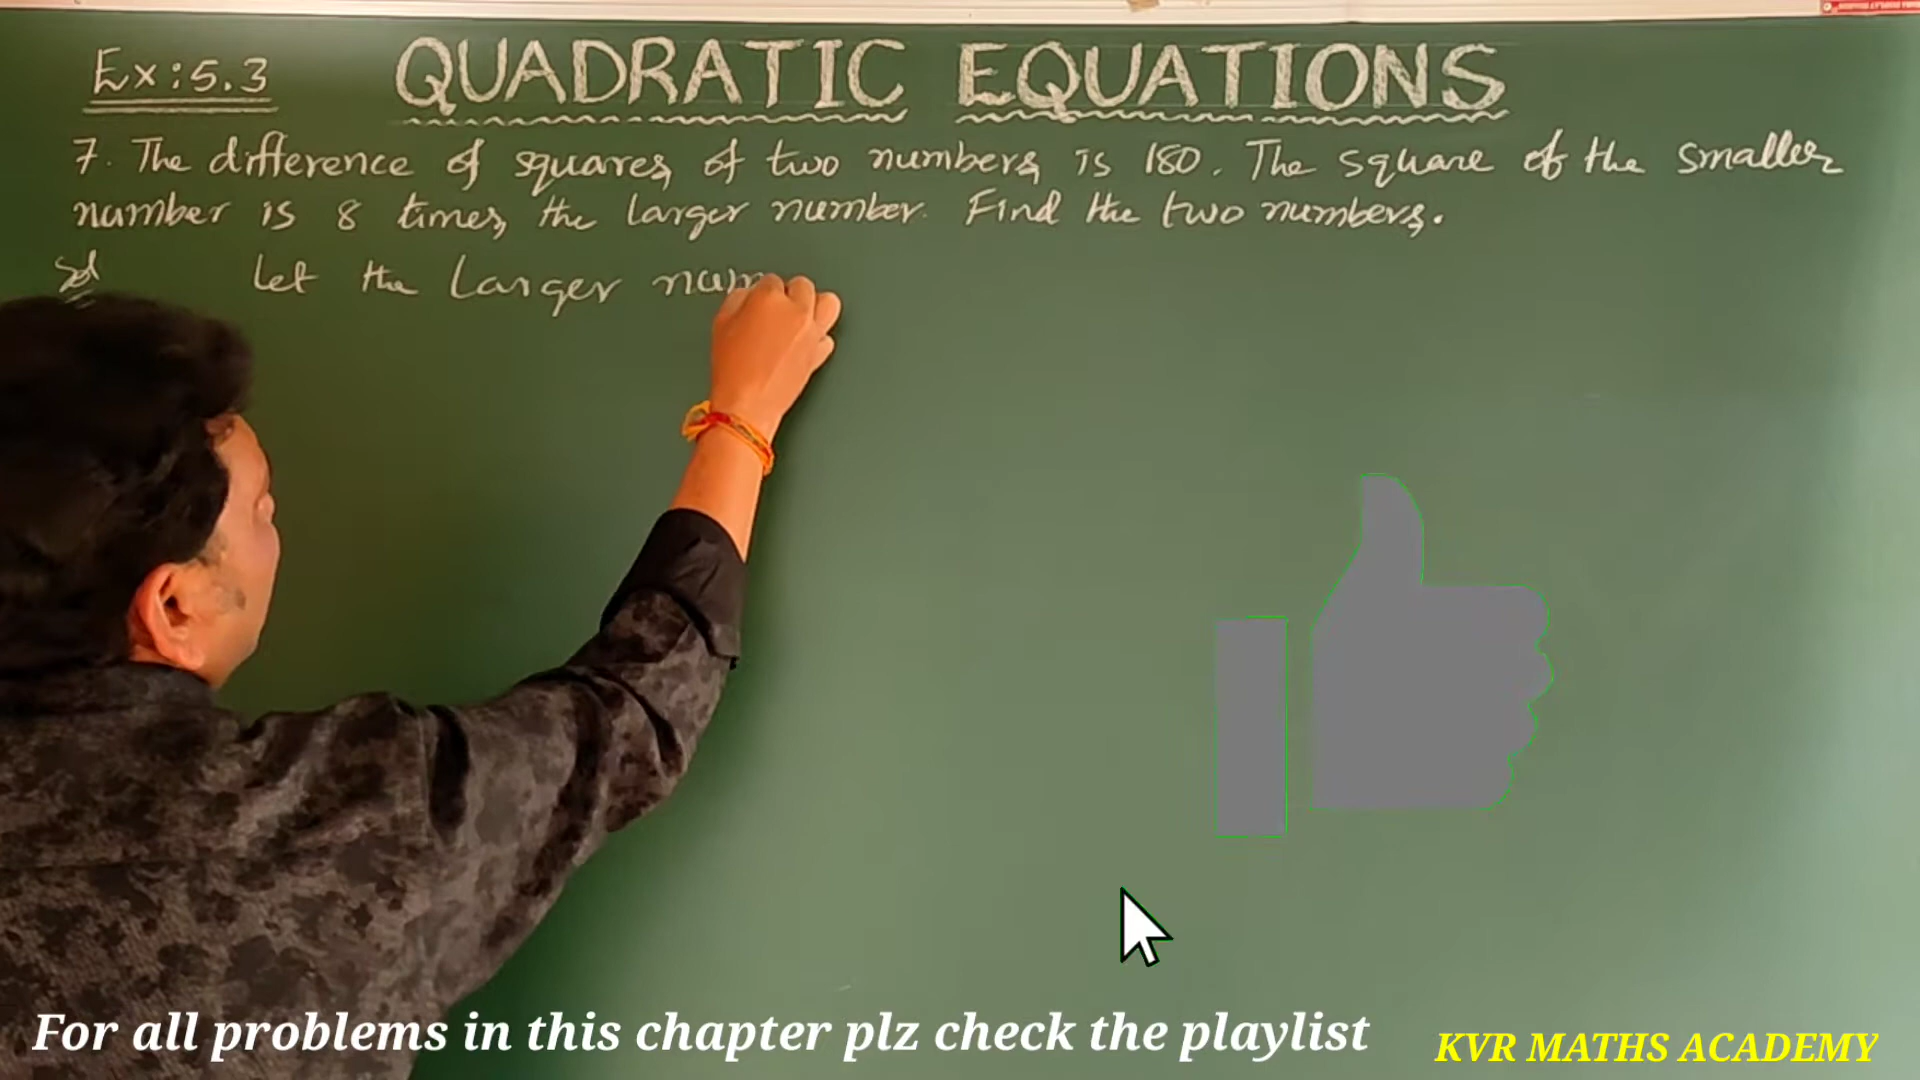 Ex:5.3
QUADRATIC EQUATIONS
7. The difference of squares of two numbers is 180. The square of the smaller
number is 8 times the larger number. Find the two numbers.
Sol Let the Larger num
For all problems in this chapter plz check the playlist
KVR MATHS ACADEMY